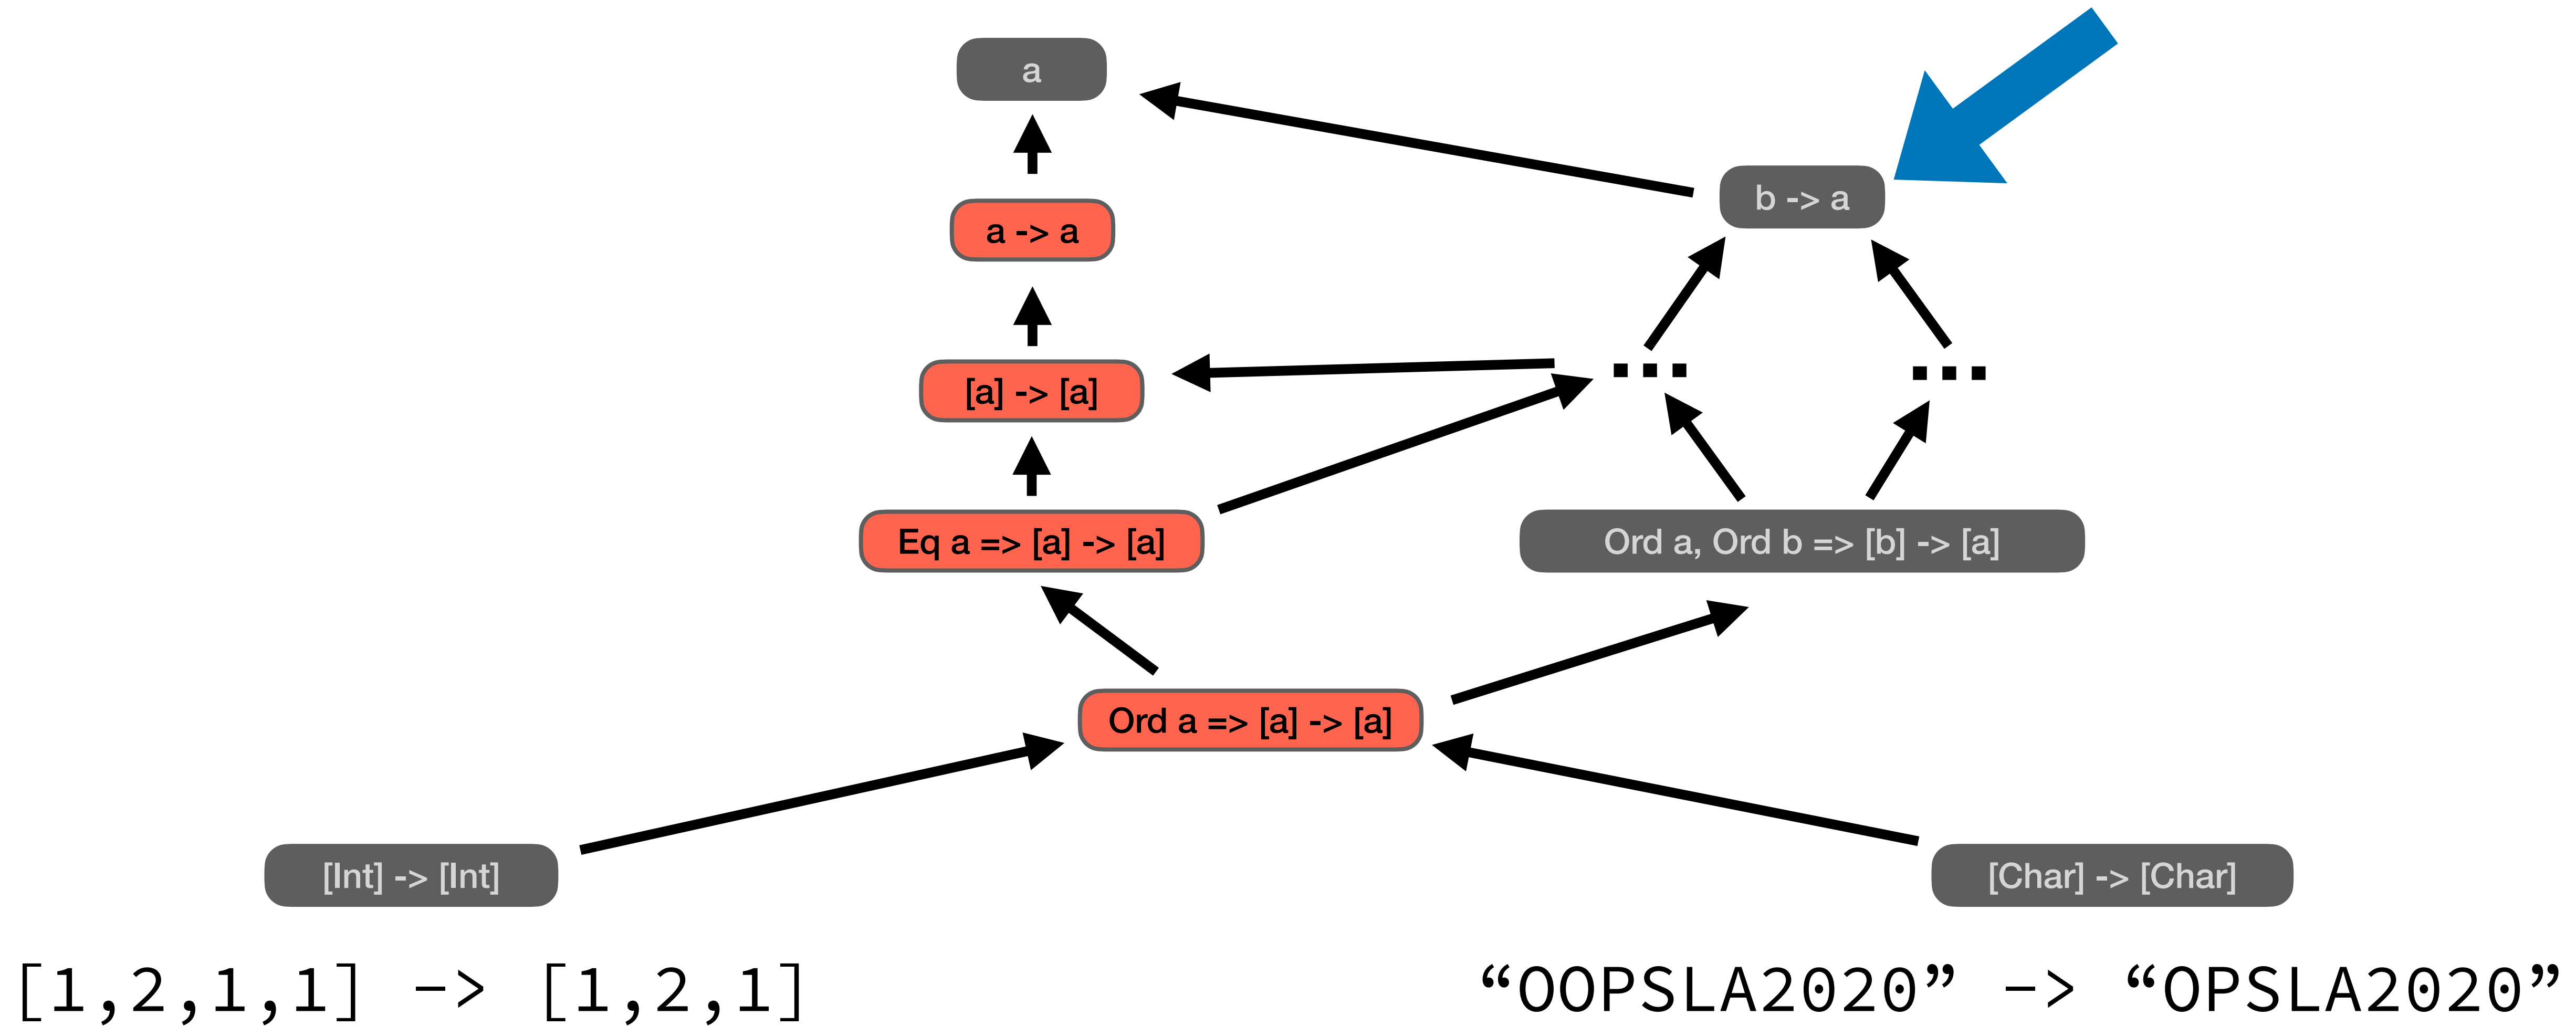 a
b -> a
a -> a
[a] -> [a]
...
...
Eq a => [a] -> [a]
Ord a, Ord b => [b] -> [a]
Ord a => [a] -> [a]
[Int] -> [Int]
[Char] -> [Char]
[1,2,1,1] -> [1,2,1]
“OOPSLA2020” -> “OPSLA2020”